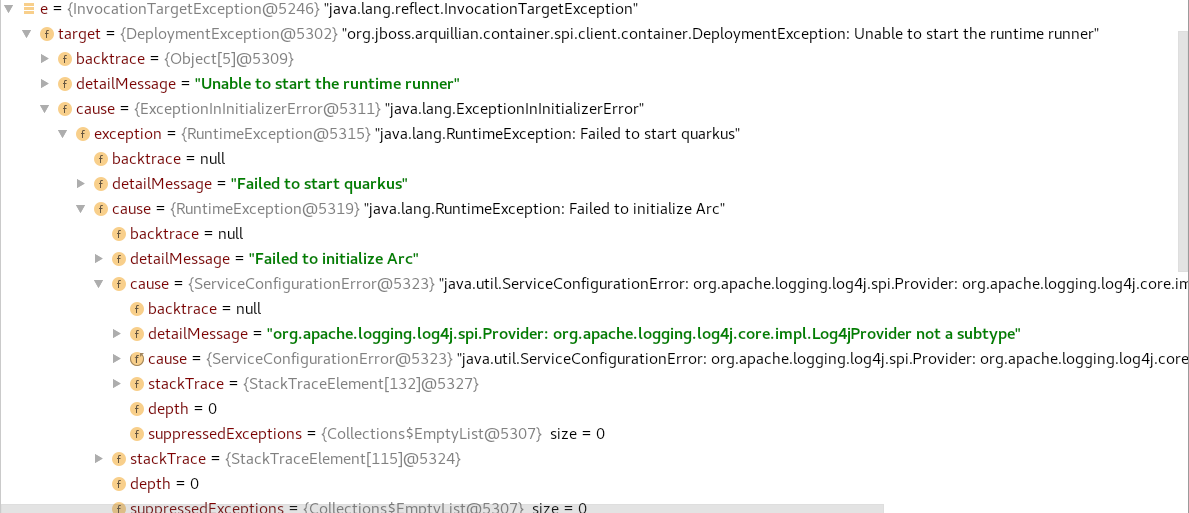 e = {InvocationTargetException@5246} "java.lang.reflect.InvocationTargetException"
f target = {DeploymentException@5302} "org.jboss.arquillian.container.spi.client.container.DeploymentException: Unable to start the runtime runner"
f backtrace = {Object[5]@5309}
f detailMessage = "Unable to start the runtime runner"
f cause = {ExceptionInInitializerError@5311} "java.lang.ExceptionInInitializerError"
f exception = {RuntimeException@5315} "java.lang.RuntimeException: Failed to start quarkus"
f backtrace = null
f detailMessage = "Failed to start quarkus"
f cause = {RuntimeException@5319} "java.lang.RuntimeException: Failed to initialize Arc"
f backtrace = null
f detailMessage = "Failed to initialize Arc"
f cause = {ServiceConfigurationError@5323} "java.util.ServiceConfigurationError: org.apache.logging.log4j.spi.Provider: org.apache.logging.log4j.core.im
f backtrace = null
f detailMessage = "org.apache.logging.log4j.spi.Provider: org.apache.logging.log4j.core.impl.Log4jProvider not a subtype"
f cause = {ServiceConfigurationError@5323} "java.util.ServiceConfigurationError: org.apache.logging.log4j.spi.Provider: org.apache.logging.log4j.core
f stackTrace = {StackTraceElement[132]@5327}
f depth = 0
f suppressedExceptions = {Collections$EmptyList@5307} size = 0
f stackTrace = {StackTraceElement[115]@5324}
f depth = 0
f suppressedExceptions = {Collections$EmptyList@5307} size = 0